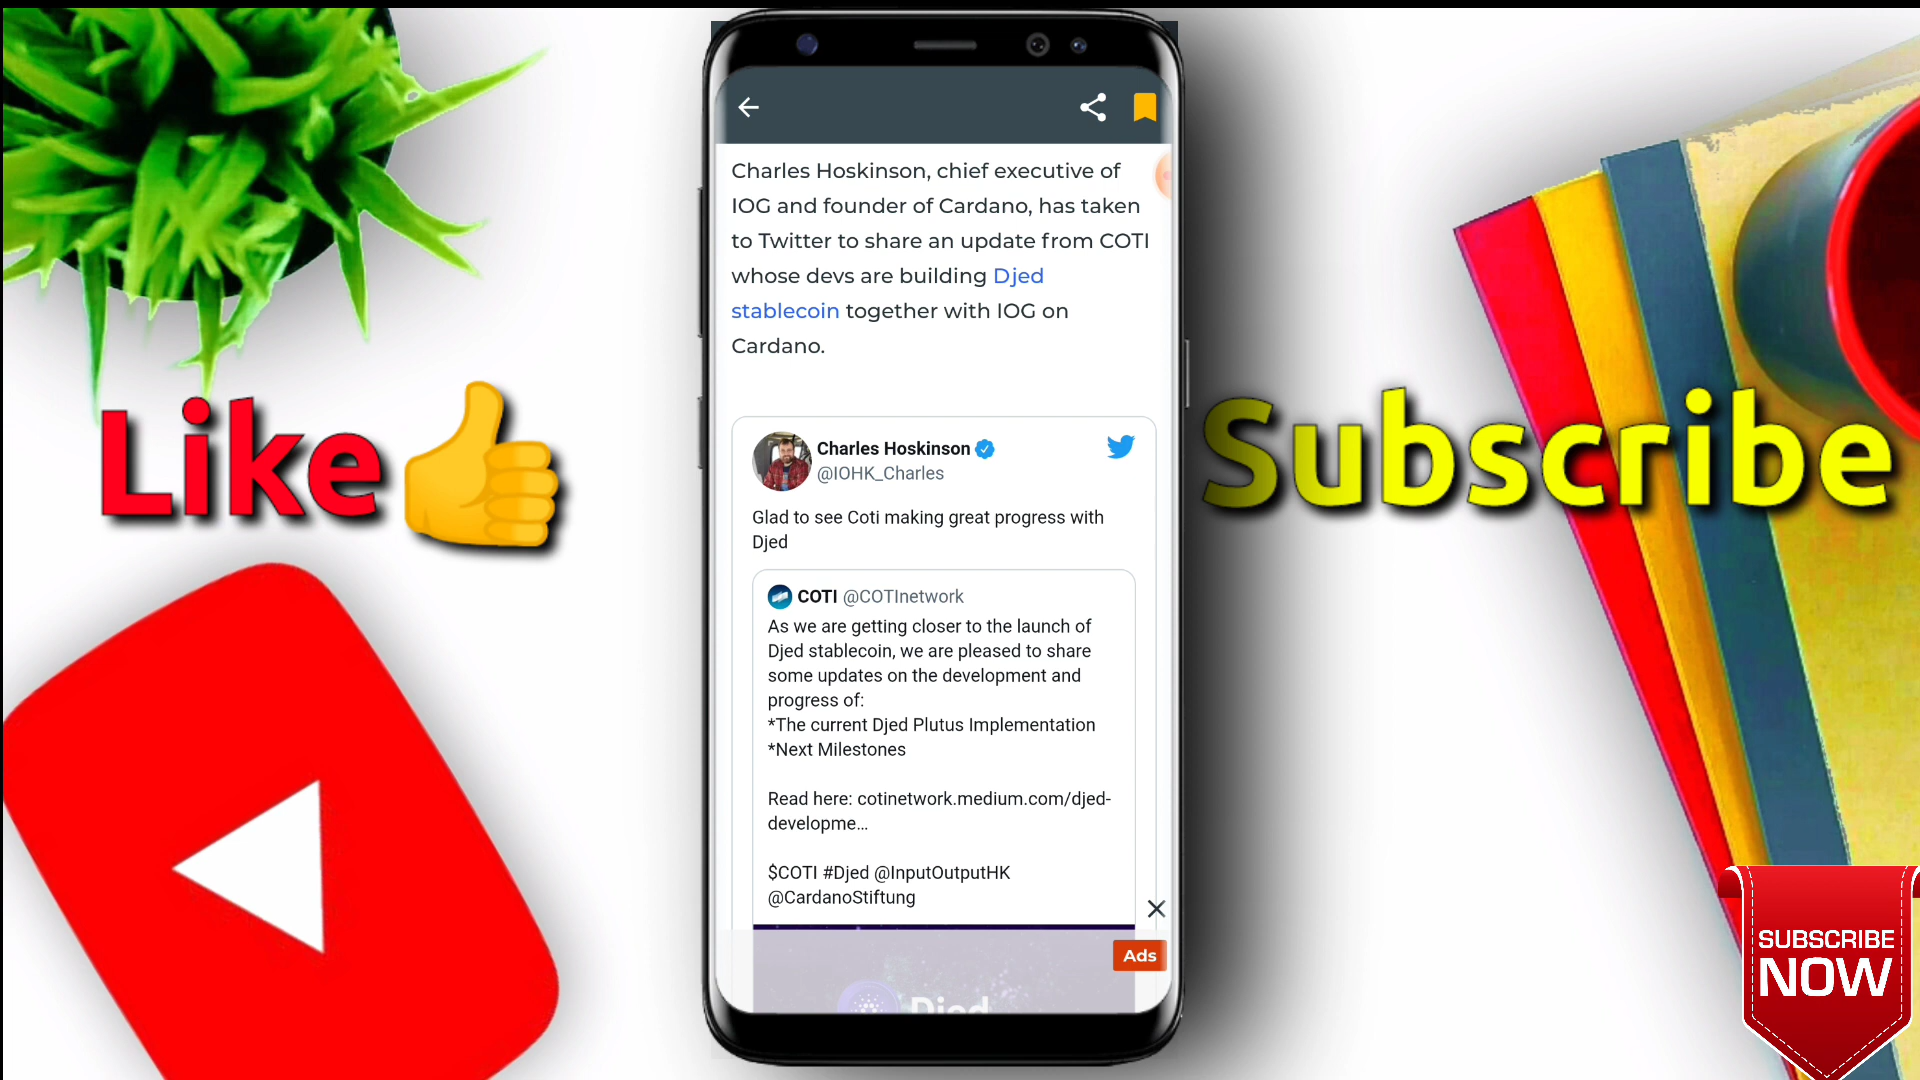 Charles Hoskinson, chief executive of
IOG and founder of Cardano, has taken
to Twitter to share an update from COTI
whose devs are building Djed
stablecoin together with IOG on
Cardano.
Charles Hoskinson
@IOHK_Charles
Glad to see Coti making great progress with
Djed
COTI @COTInetwork
As we are getting closer to the launch of
Djed stablecoin, we are pleased to share
some updates on the development and
progress of:
*The current Djed Plutus Implementation
*Next Milestones
Read here: cotinetwork.medium.com/djed-
developme...
$COTI #Djed @InputOutputHK
@CardanoStiftung
Ads
Djed
Like
Subscribe
SUBSCRIBE
NOW